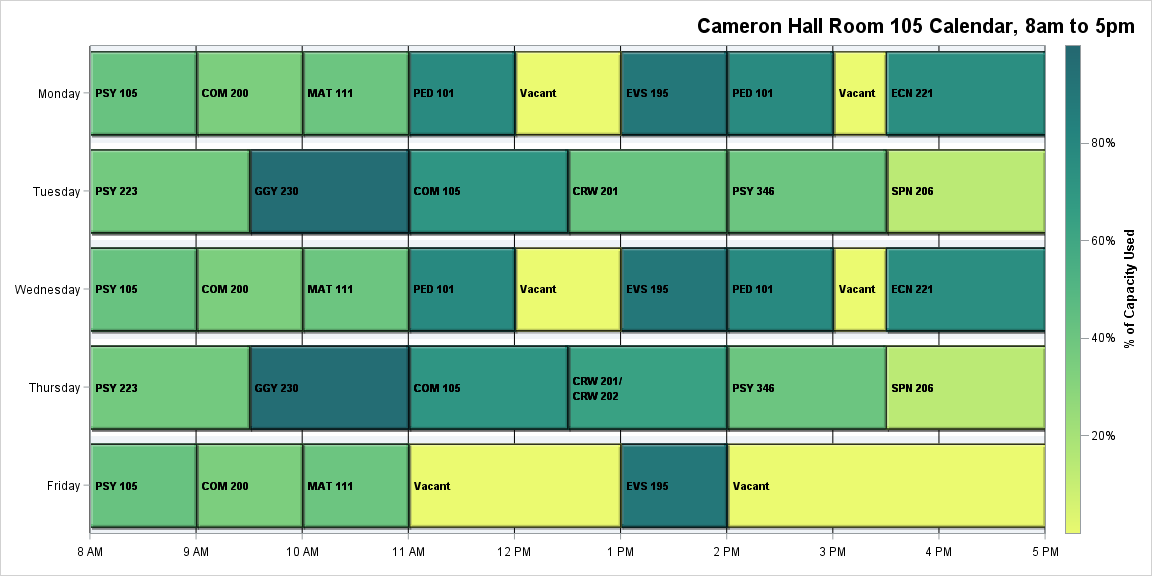 Cameron Hall Room 105 Calendar, 8am to 5pm
Monday
PSY 105
COM 200
MAT 111
PED 101
Vacant
EVS 195
PED 101
Vacant
ECN 221
Tuesday
PSY 223
GGY 230
COM 105
CRW 201
PSY 346
SPN 206
Wednesday
PSY 105
COM 200
MAT 111
PED 101
Vacant
EVS 195
PED 101
Vacant
ECN 221
Thursday
PSY 223
GGY 230
COM 105
CRW 201/
CRW 202
PSY 346
SPN 206
Friday
PSY 105
COM 200
MAT 111
Vacant
EVS 195
Vacant
8 AM
9 AM
10 AM
11 AM
12 PM
1 PM
2 PM
3 PM
4 PM
5 PM
80%
60%
40%
20%
% of Capacity Used